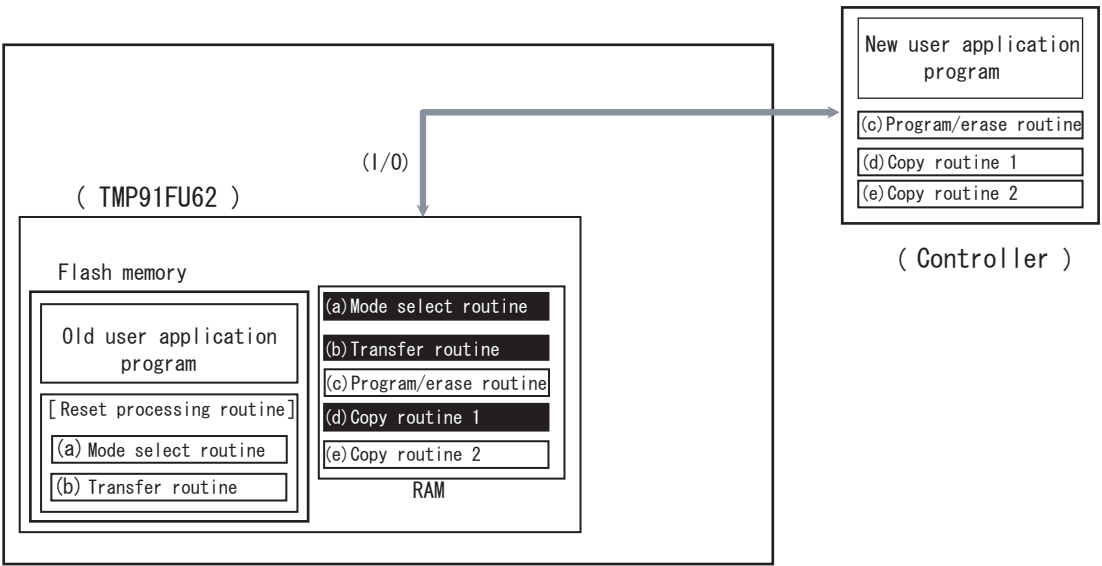 New user application
program
(c)Program/erase routine
(d)Copy routine 1
(e)Copy routine 2
( Controller )
(I/O)
( TMP91FU62 )
Flash memory
Old user application
program
[Reset processing routine]
(a) Mode select routine
(b) Transfer routine
(a)Mode select routine
(b)Transfer routine
(c)Program/erase routine
(d)Copy routine 1
(e)Copy routine 2
RAM